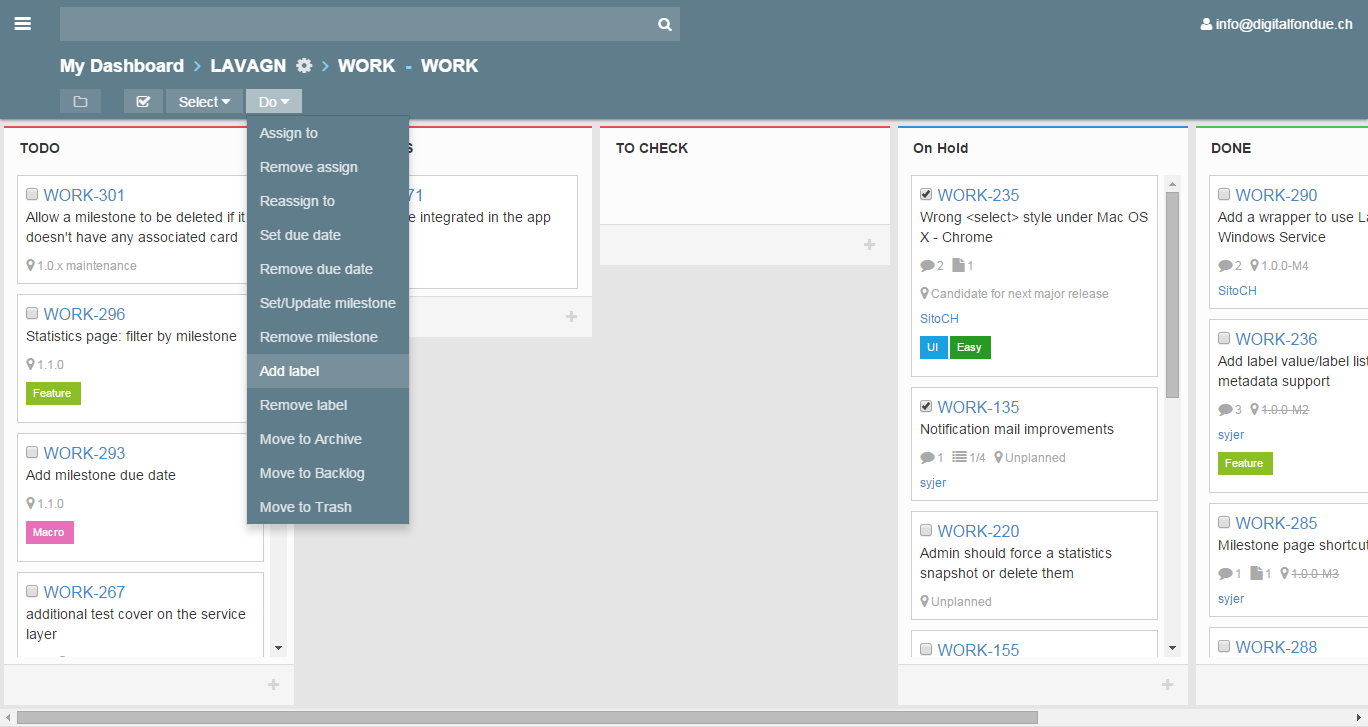 info@digitalfondue.ch
My Dashboard > LAVAGN > WORK - WORK
Select Do
Assign to
Remove assign
Reassign to
Set due date
Remove due date
Set/Update milestone
Remove milestone
Add label
Remove label
Move to Archive
Move to Backlog
Move to Trash
TODO
WORK-301
Allow a milestone to be deleted if it
doesn't have any associated card
1.0.x maintenance
WORK-296
Statistics page: filter by milestone
1.1.0
Feature
WORK-293
Add milestone due date
1.1.0
Macro
WORK-267
additional test cover on the service
layer
S
71
e integrated in the app
TO CHECK
On Hold
WORK-235
Wrong <select> style under Mac OS
X - Chrome
2 1
Candidate for next major release
SitoCH
UI Easy
WORK-135
Notification mail improvements
1 1/4 Unplanned
syjer
WORK-220
Admin should force a statistics
snapshot or delete them
Unplanned
WORK-155
DONE
WORK-290
Add a wrapper to use La
Windows Service
2 1.0.0-M4
SitoCH
WORK-236
Add label value/label list
metadata support
3 1.0.0-M2
syjer
Feature
WORK-285
Milestone page shortcut
1 1 1.0.0-M3
syjer
WORK-288